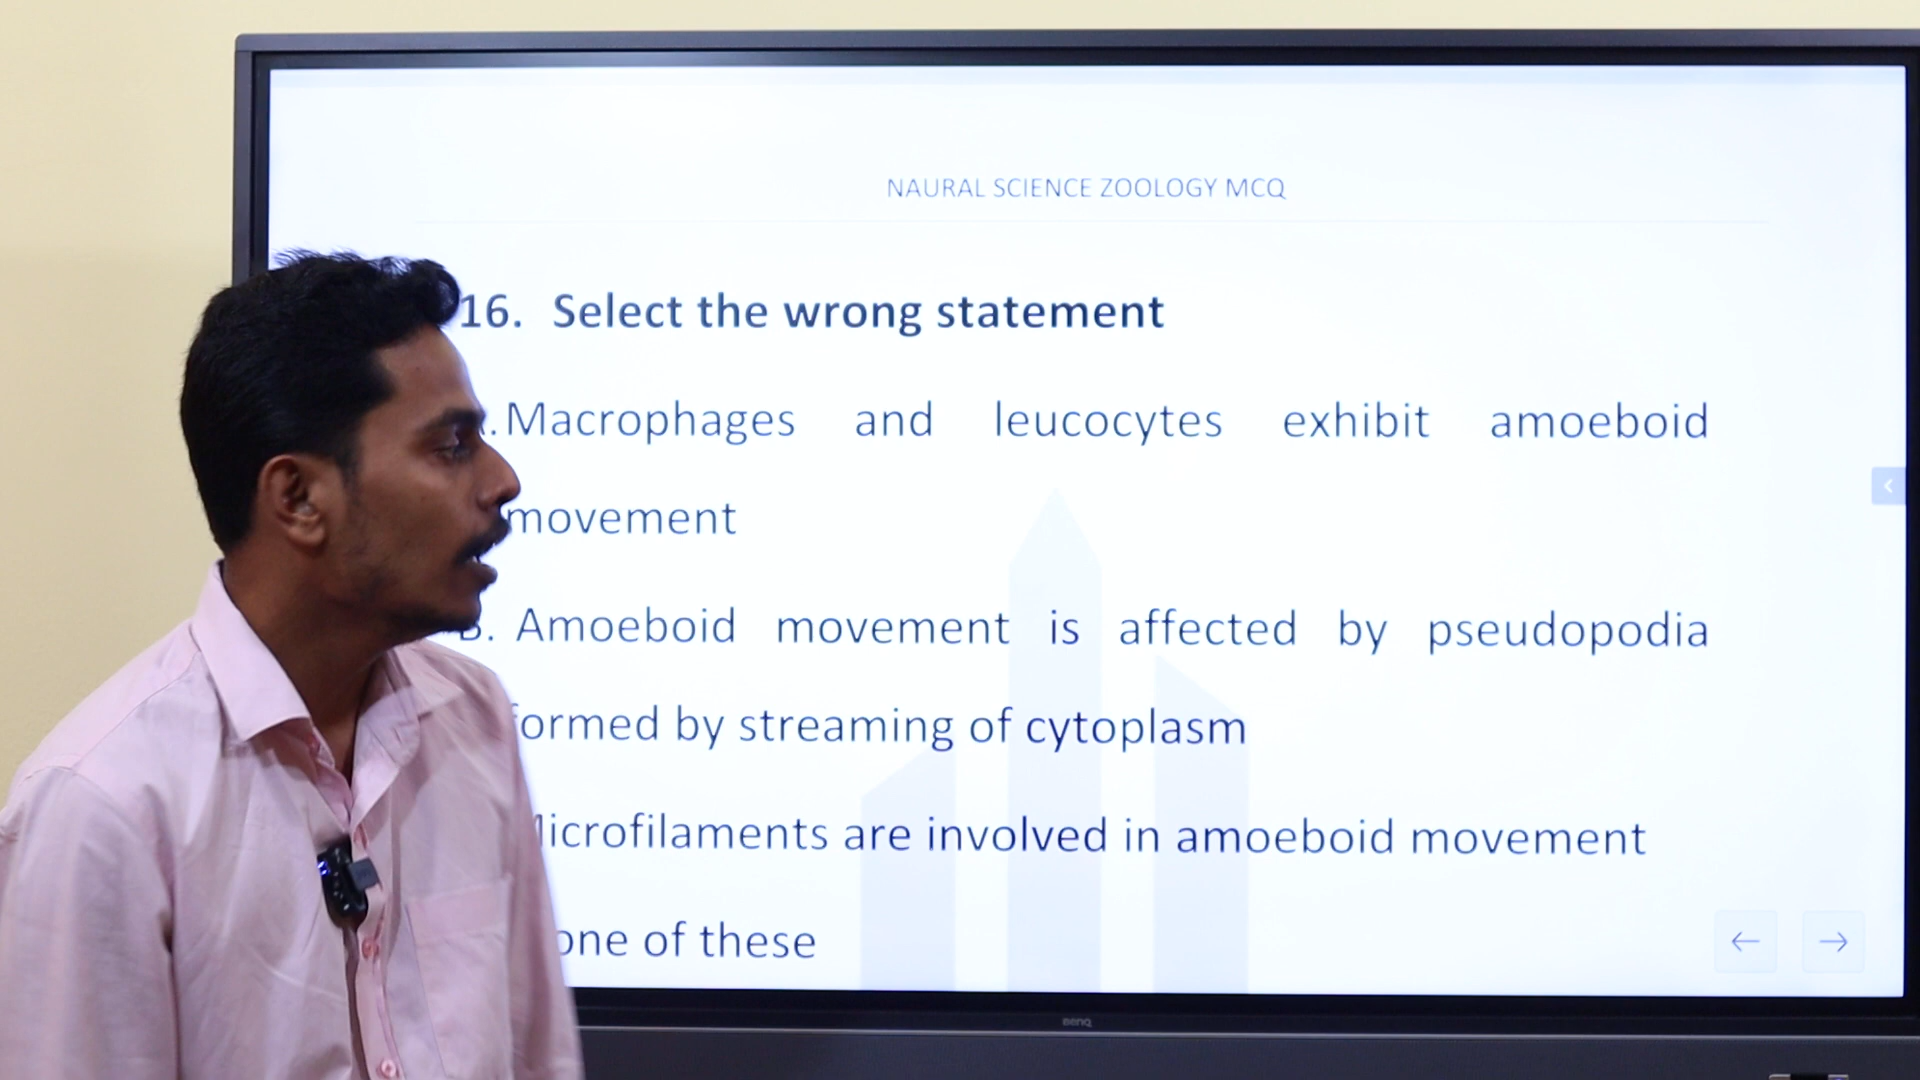 NAURAL SCIENCE ZOOLOGY MCQ
16. Select the wrong statement
Macrophages and leucocytes exhibit amoeboid
movement
B. Amoeboid movement is affected by pseudopodia
formed by streaming of cytoplasm
Microfilaments are involved in amoeboid movement
one of these
BenQ